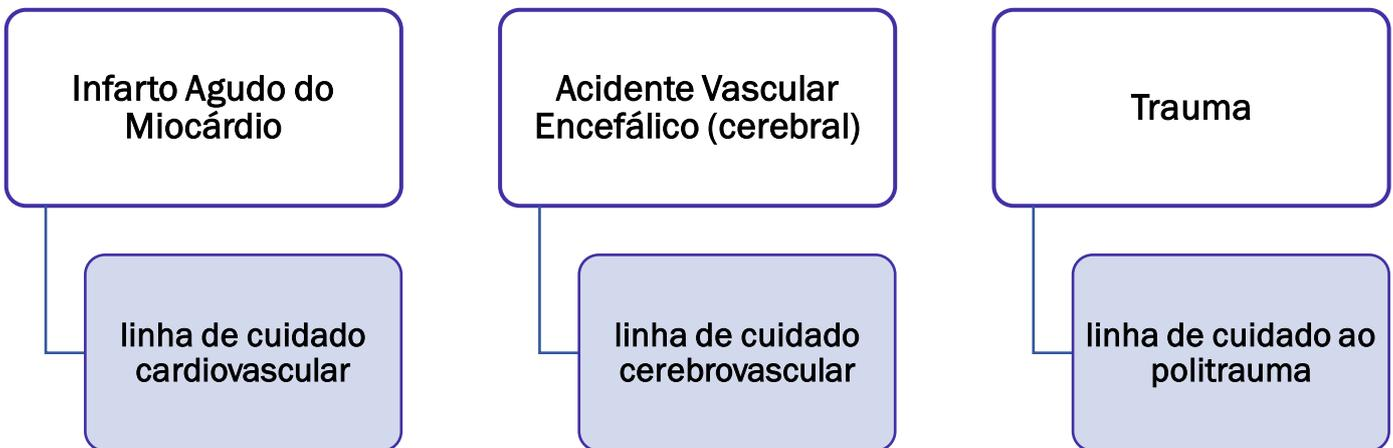 Infarto Agudo do
Miocárdio
linha de cuidado
cardiovascular
Acidente Vascular
Encefálico (cerebral)
linha de cuidado
cerebrovascular
Trauma
linha de cuidado ao
politrauma